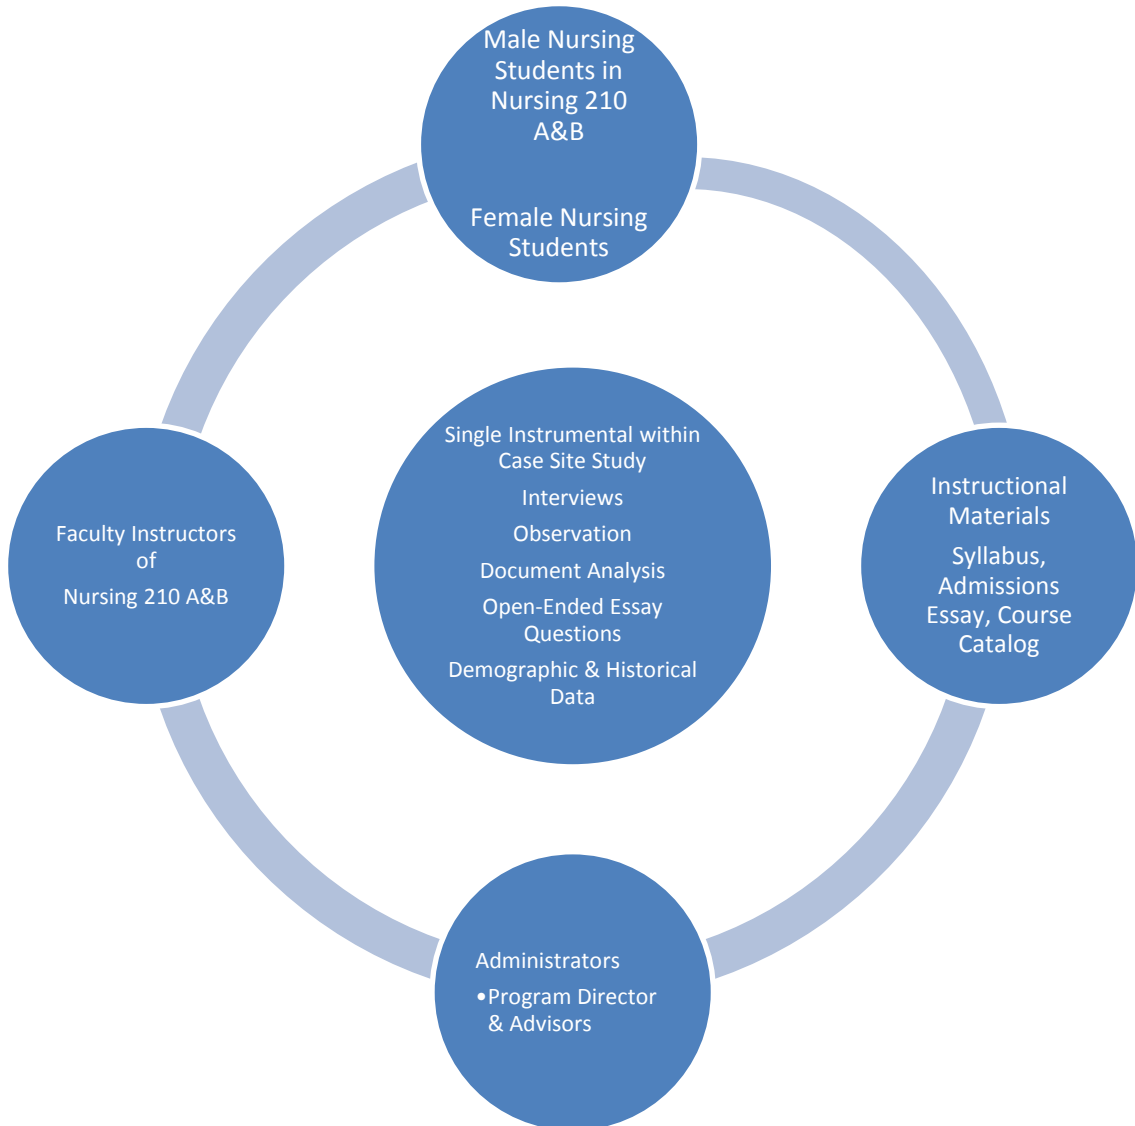 Male Nursing
Students in
Nursing 210
A&B
Female Nursing
Students
Single Instrumental within
Case Site Study
Interviews
Observation
Document Analysis
Open-Ended Essay
Questions
Demographic & Historical
Data
Faculty Instructors
of
Nursing 210 A&B
Instructional
Materials
Syllabus,
Admissions
Essay, Course
Catalog
Administrators
•Program Director
& Advisors